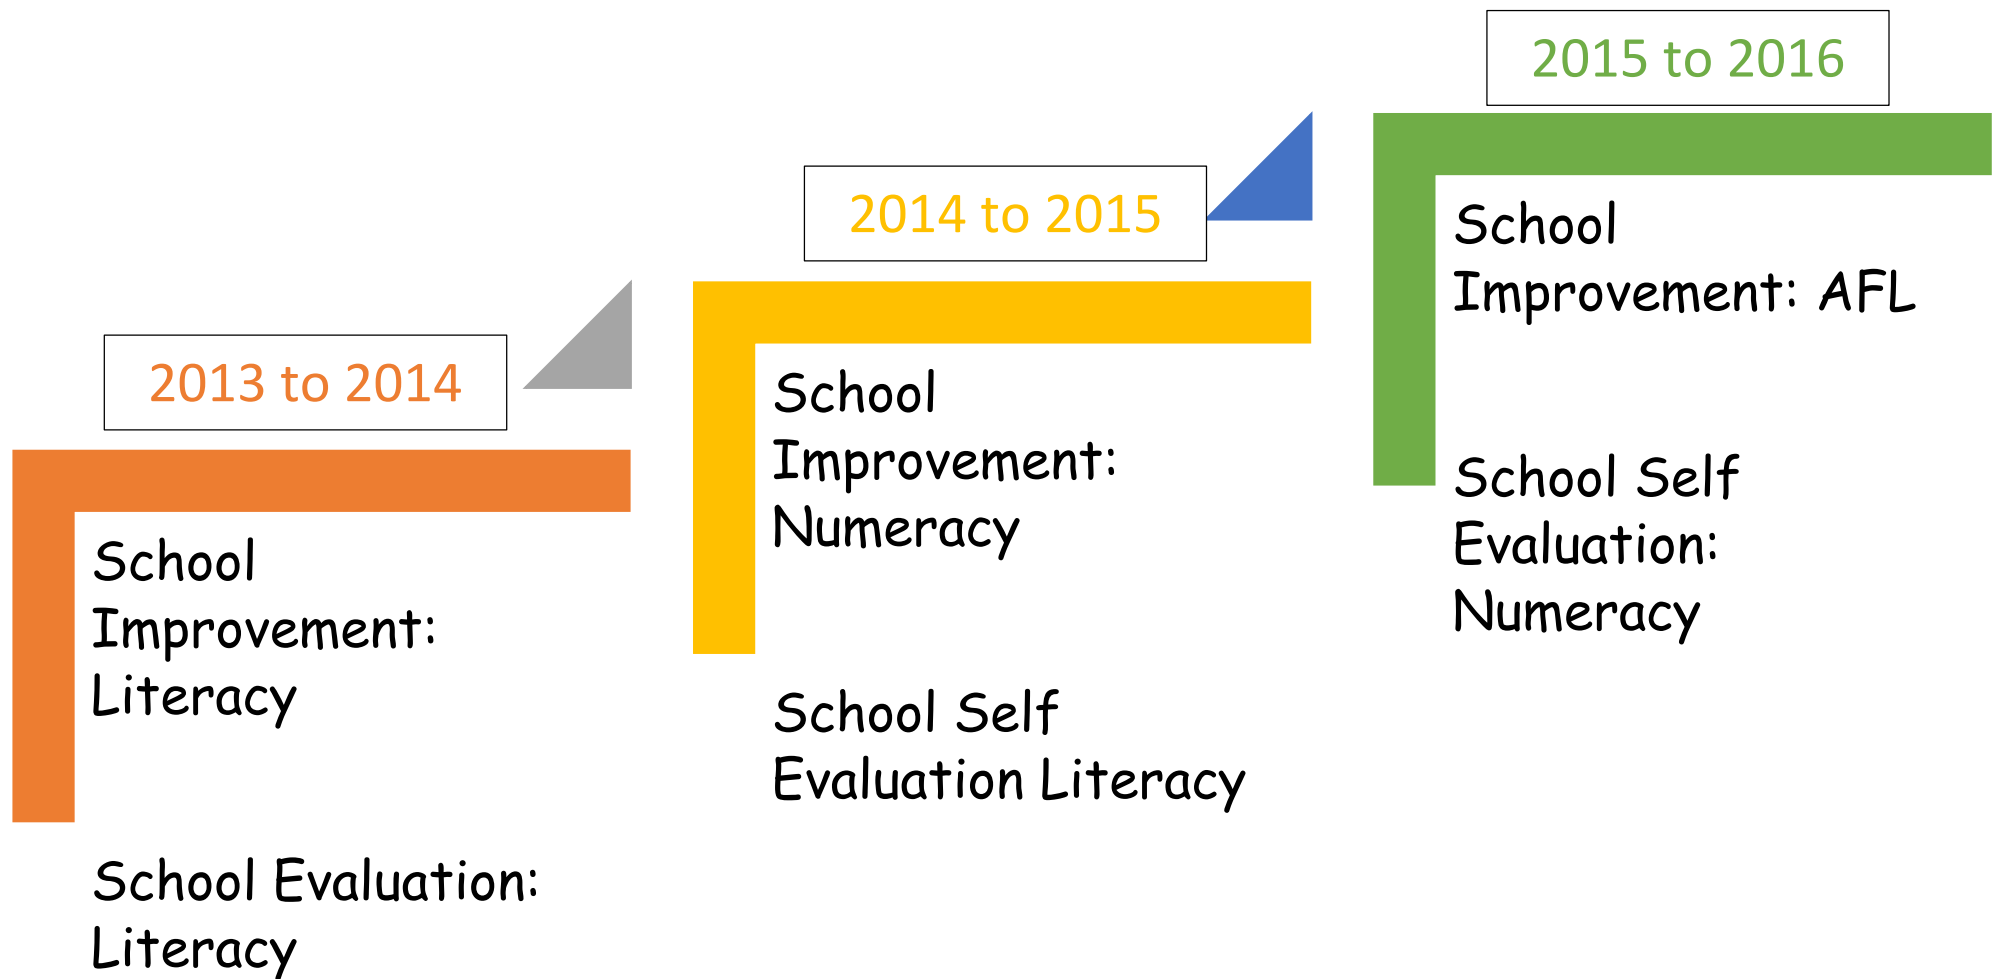 2013 to 2014
School
Improvement:
Literacy
School Evaluation:
Literacy
2014 to 2015
School
Improvement:
Numeracy
School Self
Evaluation Literacy
2015 to 2016
School
Improvement: AFL
School Self
Evaluation:
Numeracy